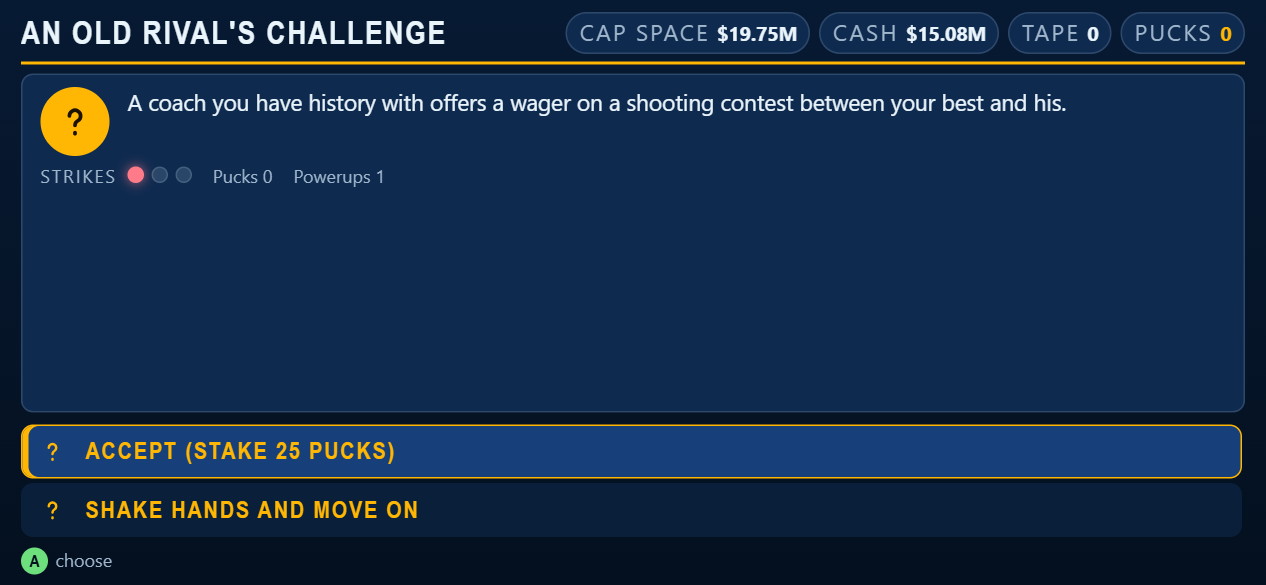 AN OLD RIVAL'S CHALLENGE
CAP SPACE $19.75M
CASH $15.08M
TAPE 0
PUCKS 0
?
A coach you have history with offers a wager on a shooting contest between your best and his.
STRIKES Pucks 0 Powerups 1
? ACCEPT (STAKE 25 PUCKS)
? SHAKE HANDS AND MOVE ON
A choose